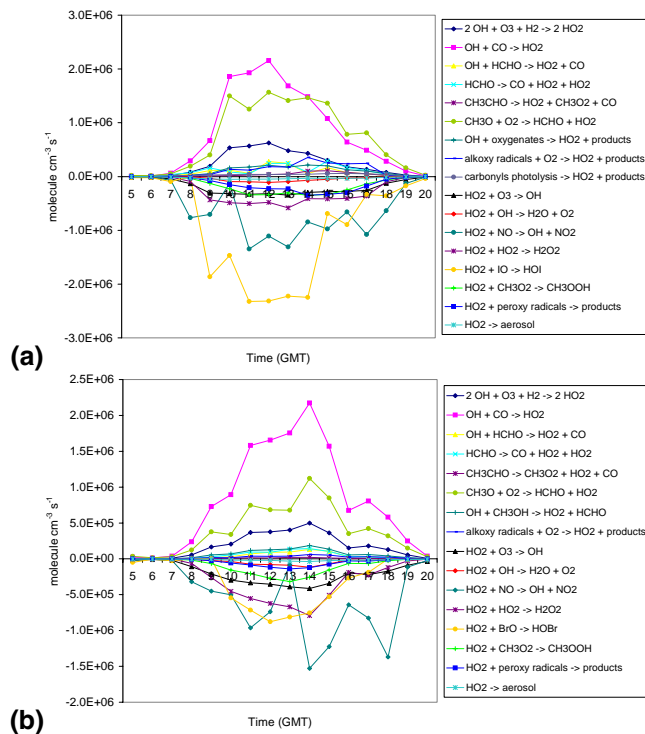 3.0E+06
2.0E+06
1.0E+06
0.0E+00
-1.0E+06
-2.0E+06
-3.0E+06
molecule cm⁻³ s⁻¹
5 6 7 8 9 10 11 12 13 14 15 16 17 18 19 20
Time (GMT)
2 OH + O3 + H2 -> 2 HO2
OH + CO -> HO2
OH + HCHO -> HO2 + CO
HCHO -> CO + HO2 + HO2
CH3CHO -> HO2 + CH3O2 + CO
CH3O + O2 -> HCHO + HO2
OH + oxygenates -> HO2 + products
alkoxy radicals + O2 -> HO2 + products
carbonyls photolysis -> HO2 + products
HO2 + O3 -> OH
HO2 + OH -> H2O + O2
HO2 + NO -> OH + NO2
HO2 + HO2 -> H2O2
HO2 + IO -> HOI
HO2 + CH3O2 -> CH3OOH
HO2 + peroxy radicals -> products
HO2 -> aerosol
(a)
2.5E+06
2.0E+06
1.5E+06
1.0E+06
5.0E+05
0.0E+00
-5.0E+05
-1.0E+06
-1.5E+06
-2.0E+06
molecule cm⁻³ s⁻¹
5 6 7 8 9 10 11 12 13 14 15 16 17 18 19 20
Time (GMT)
2 OH + O3 + H2 -> 2 HO2
OH + CO -> HO2
OH + HCHO -> HO2 + CO
HCHO -> CO + HO2 + HO2
CH3CHO -> CH3O2 + HO2 + CO
CH3O + O2 -> HCHO + HO2
OH + CH3OH -> HO2 + HCHO
alkoxy radicals + O2 -> HO2 + products
HO2 + O3 -> OH
HO2 + OH -> H2O + O2
HO2 + NO -> OH + NO2
HO2 + HO2 -> H2O2
HO2 + BrO -> HOBr
HO2 + CH3O2 -> CH3OOH
HO2 + peroxy radicals -> products
HO2 -> aerosol
(b)